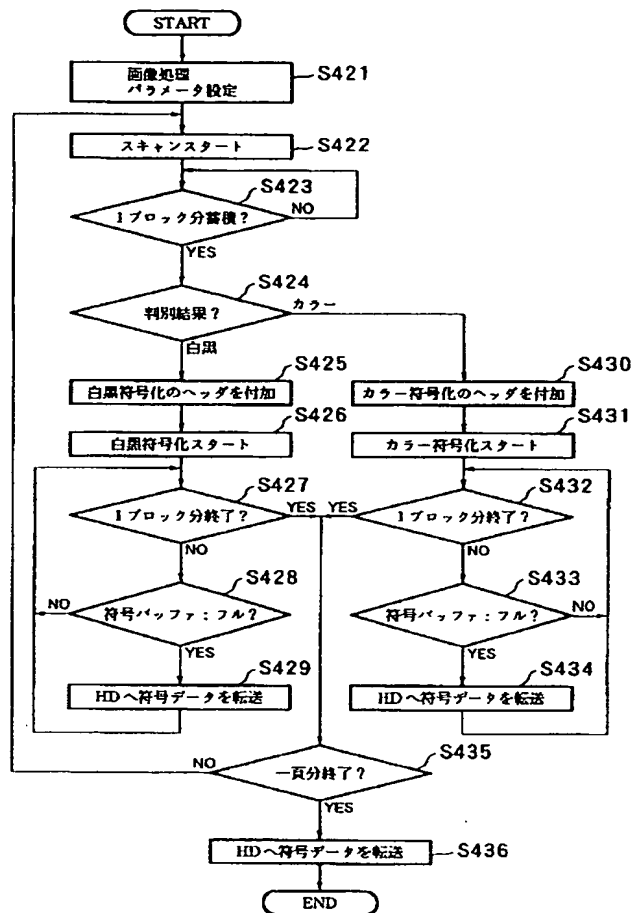 START
画像処理
パラメータ設定
S421
スキャンスタート
S422
S423
1ブロック分蓄積?
NO
YES
S424
判別結果?
カラー
白黒
S425
白黒符号化のヘッダを付加
S430
カラー符号化のヘッダを付加
S426
白黒符号化スタート
S431
カラー符号化スタート
S427
1ブロック分終了?
YES
NO
S432
YES
1ブロック分終了?
NO
S428
NO
符号バッファ:フル?
YES
S433
符号バッファ:フル?
NO
YES
S429
HDへ符号データを転送
S434
HDへ符号データを転送
S435
NO
一頁分終了?
YES
HDへ符号データを転送
S436
END